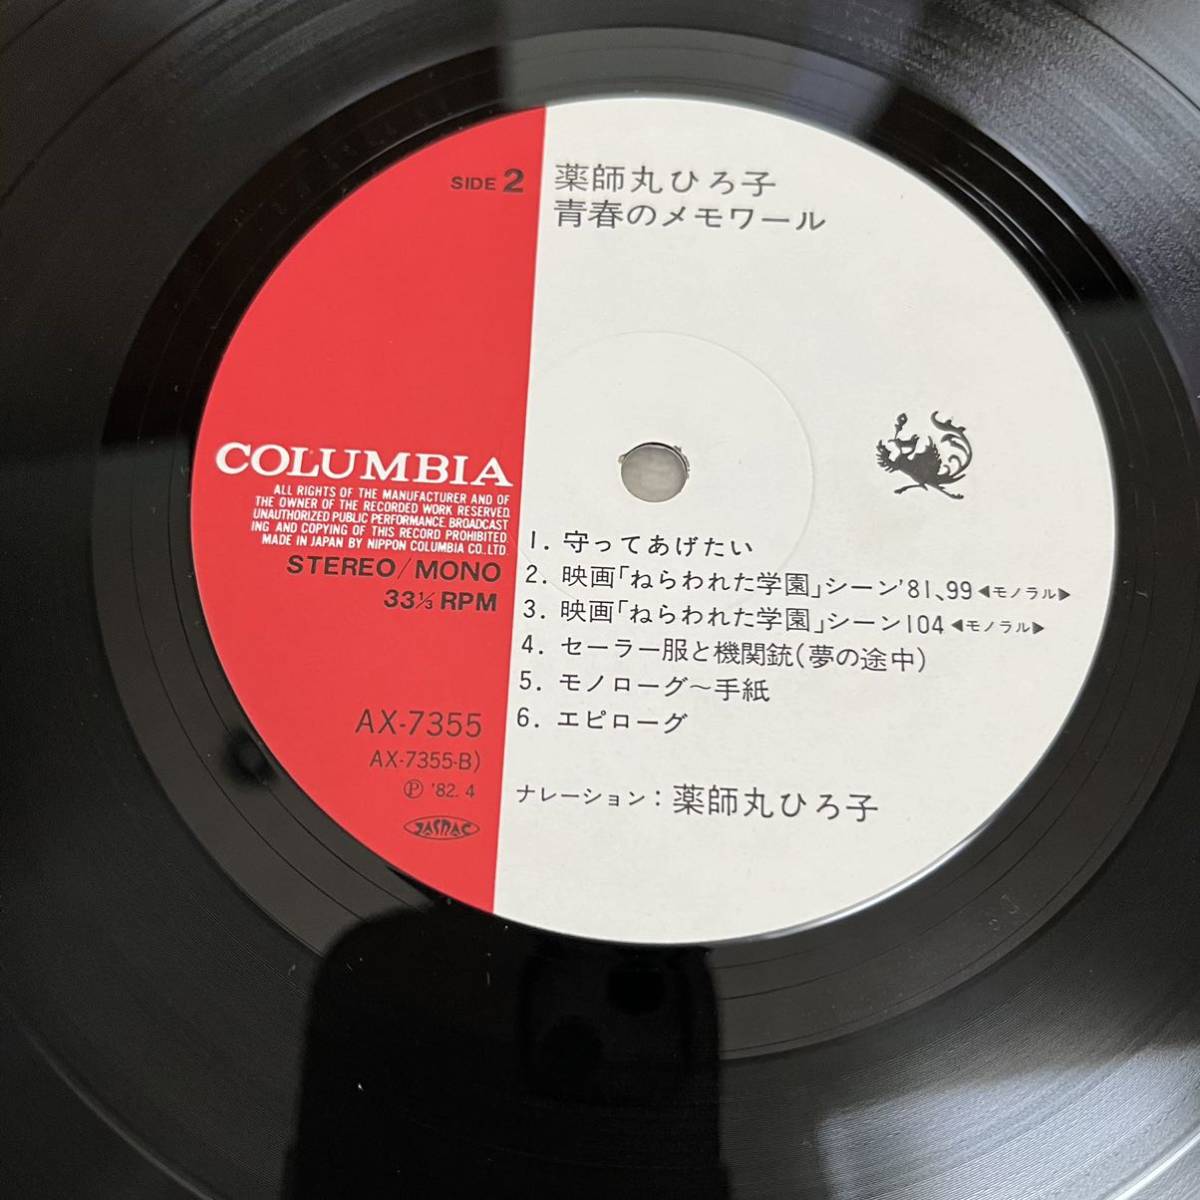 SIDE 2
薬師丸ひろ子
青春のメモワール
COLUMBIA
ALL RIGHTS OF THE MANUFACTURER AND OF
THE OWNER OF THE RECORDED WORK RESERVED
UNAUTHORIZED PUBLIC PERFORMANCE BROADCAST
ING AND COPYING OF THIS RECORD PROHIBITED
MADE IN JAPAN BY NIPPON COLUMBIA CO., LTD.
STEREO/MONO
33⅓ RPM
1. 守ってあげたい
2. 映画「ねらわれた学園」シーン'81、99◀モノラル▶
3. 映画「ねらわれた学園」シーン104◀モノラル▶
4. セーラー服と機関銃(夢の途中)
5. モノローグ〜手紙
6. エピローグ
AX-7355
AX-7355-B)
Ⓟ '82. 4
JASRAC
ナレーション:薬師丸ひろ子